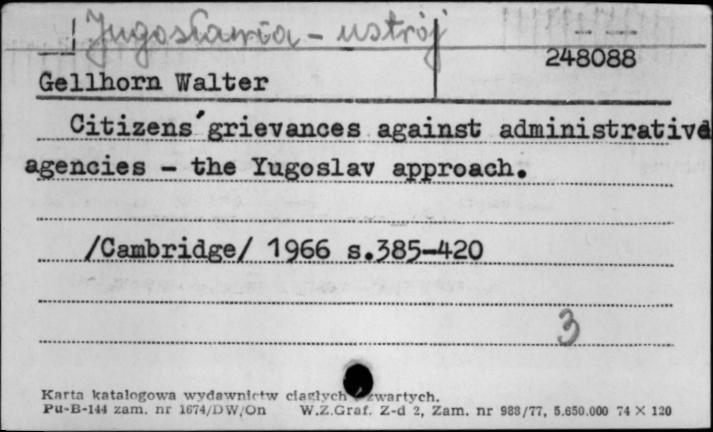 Jugosławia - ustrój
248088
Gellhorn Walter
Citizens'grievances against administrative
agencies - the Yugoslav approach.
/Cambridge/ 1966 s.385-420
3
Karta katalogowa wydawnictw ciągłych zwartych.
Pu-B-144 zam. nr 1674/DW/On W.Z.Graf. Z-d 2, Zam. nr 988/77, 5.650.000 74 X 120